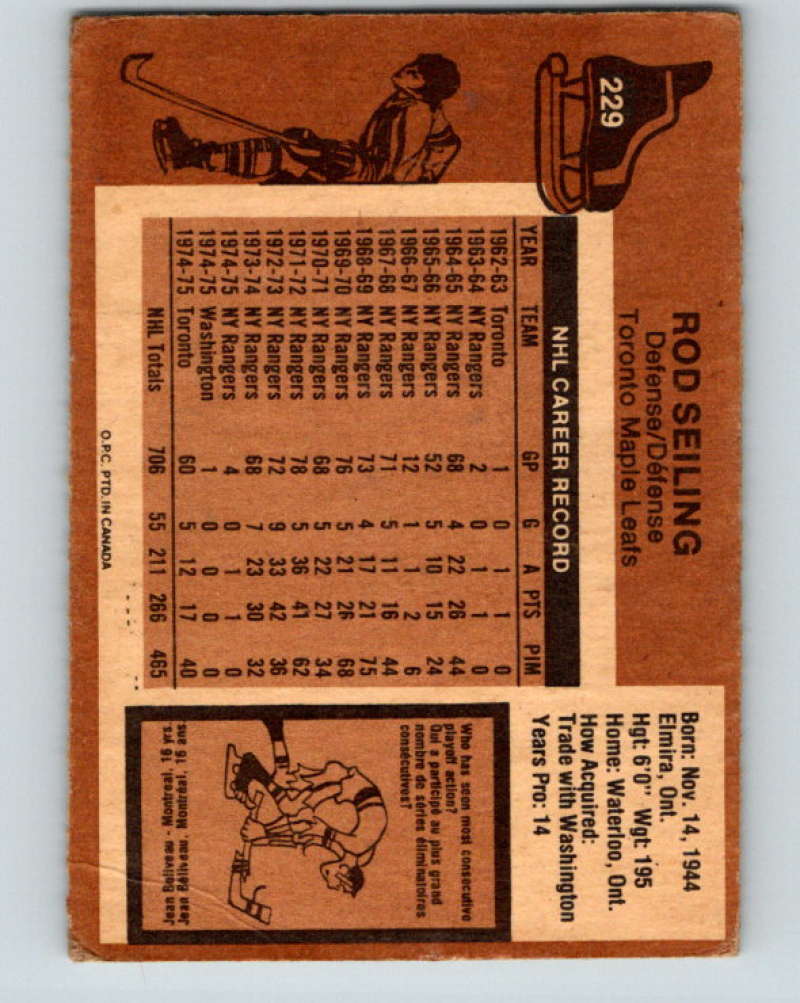 229
ROD SEILING
Defense/Défense
Toronto Maple Leafs
NHL CAREER RECORD
YEAR TEAM GP G A PTS PIM
1962-63 Toronto 1 0 1 1 0
1963-64 NY Rangers 2 0 1 1 0
1964-65 NY Rangers 68 4 22 26 44
1965-66 NY Rangers 52 5 10 15 24
1966-67 NY Rangers 12 1 1 2 6
1967-68 NY Rangers 71 5 11 16 44
1968-69 NY Rangers 73 4 17 21 75
1969-70 NY Rangers 76 5 21 26 68
1970-71 NY Rangers 68 5 22 27 34
1971-72 NY Rangers 78 5 36 41 62
1972-73 NY Rangers 72 9 33 42 36
1973-74 NY Rangers 68 7 23 30 32
1974-75 NY Rangers 4 0 1 1 0
1974-75 Washington 1 0 0 0 0
1974-75 Toronto 60 5 12 17 40
NHL Totals 706 55 211 266 465
O.P.C. PTD. IN CANADA
Born: Nov. 14, 1944
Elmira, Ont.
Hgt: 6'0" Wgt: 195
Home: Waterloo, Ont.
How Acquired:
Trade with Washington
Years Pro: 14
Who has seen most consecutive
playoff action?
Qui a participé au plus grand
nombre de séries éliminatoires
consécutives?
Jean Béliveau - Montreal, 16 yrs.
Jean Béliveau, Montréal, 16 ans